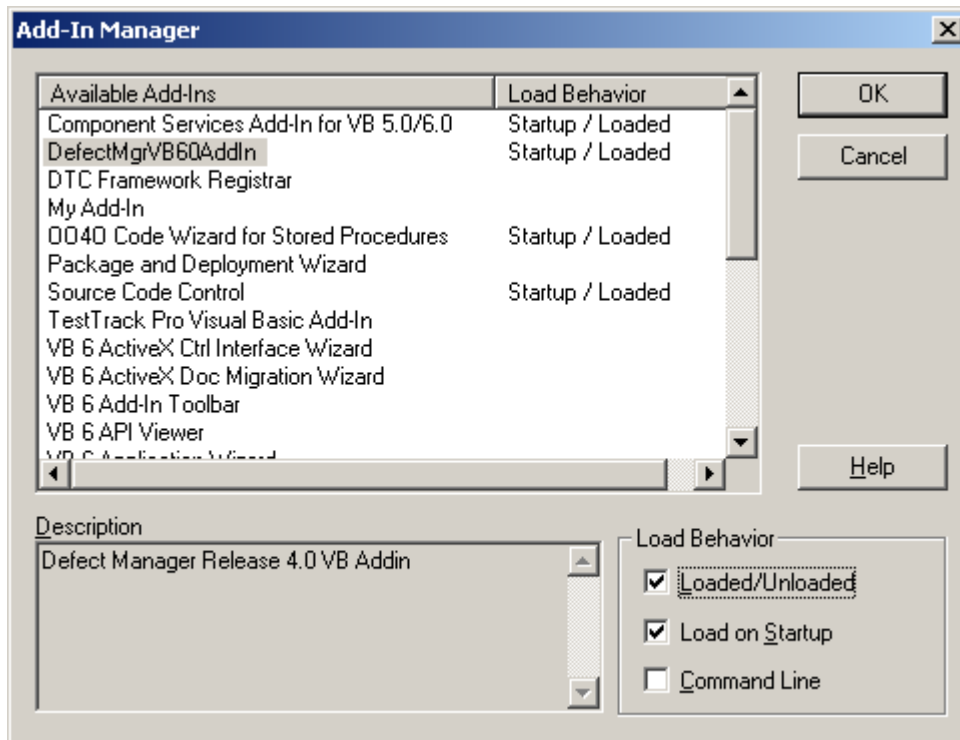 Add-In Manager
Available Add-Ins Load Behavior
Component Services Add-In for VB 5.0/6.0 Startup / Loaded
DefectMgrVB60AddIn Startup / Loaded
DTC Framework Registrar
My Add-In
OO4O Code Wizard for Stored Procedures Startup / Loaded
Package and Deployment Wizard
Source Code Control Startup / Loaded
TestTrack Pro Visual Basic Add-In
VB 6 ActiveX Ctrl Interface Wizard
VB 6 ActiveX Doc Migration Wizard
VB 6 Add-In Toolbar
VB 6 API Viewer
VB 6 Application Wizard
OK
Cancel
Help
Description
Defect Manager Release 4.0 VB Addin
Load Behavior
Loaded/Unloaded
Load on Startup
Command Line